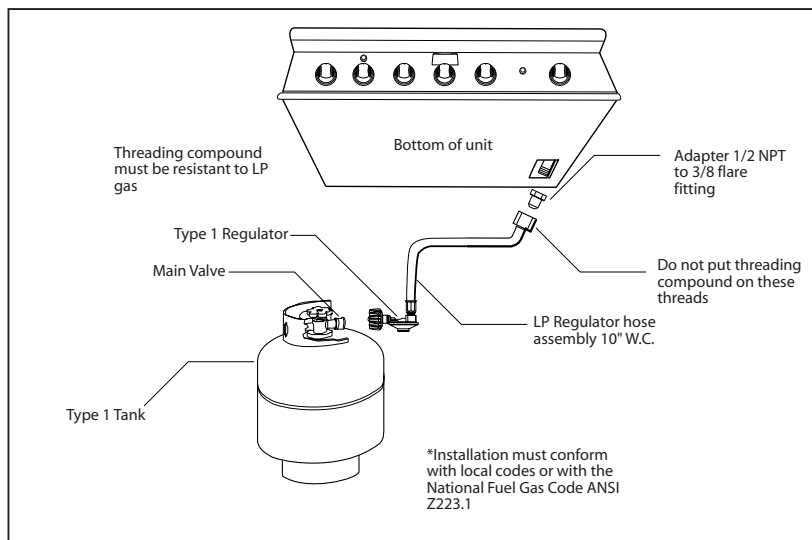 Bottom of unit
Threading compound
must be resistant to LP
gas
Adapter 1/2 NPT
to 3/8 flare
fitting
Type 1 Regulator
Main Valve
Do not put threading
compound on these
threads
LP Regulator hose
assembly 10" W.C.
Type 1 Tank
*Installation must conform
with local codes or with the
National Fuel Gas Code ANSI
Z223.1